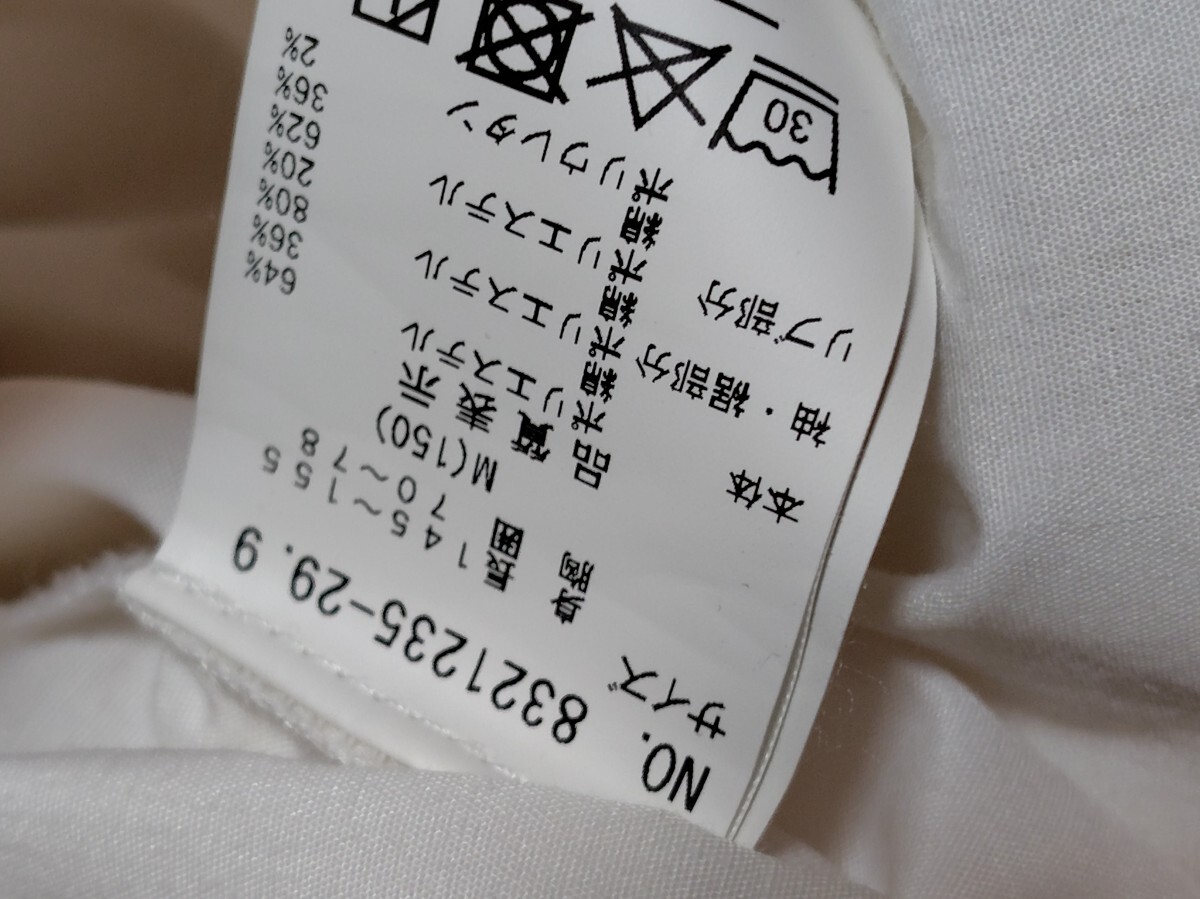 NO. 8321235-29.9
サイズ M(150)
身長 145～155
胸囲 70～78
品質表示
本体 ポリエステル 64%
綿 36%
袖・裾部分 ポリエステル 80%
綿 20%
リブ部分 ポリエステル 62%
綿 36%
ポリウレタン 2%
30